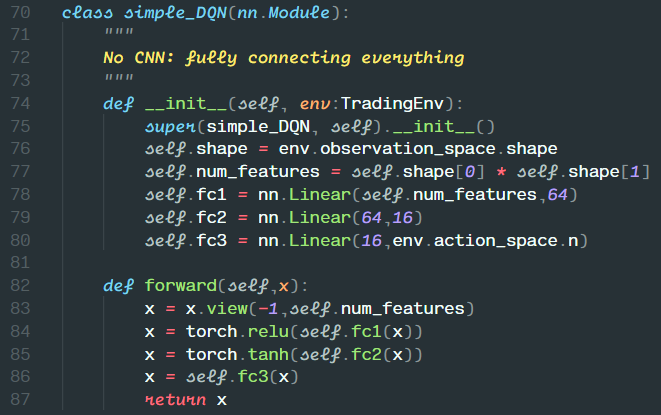 70 class simple_DQN(nn.Module):
71     """
72     No CNN: fully connecting everything
73     """
74     def __init__(self, env:TradingEnv):
75         super(simple_DQN, self).__init__()
76         self.shape = env.observation_space.shape
77         self.num_features = self.shape[0] * self.shape[1]
78         self.fc1 = nn.Linear(self.num_features,64)
79         self.fc2 = nn.Linear(64,16)
80         self.fc3 = nn.Linear(16,env.action_space.n)
81
82     def forward(self,x):
83         x = x.view(-1,self.num_features)
84         x = torch.relu(self.fc1(x))
85         x = torch.tanh(self.fc2(x))
86         x = self.fc3(x)
87         return x